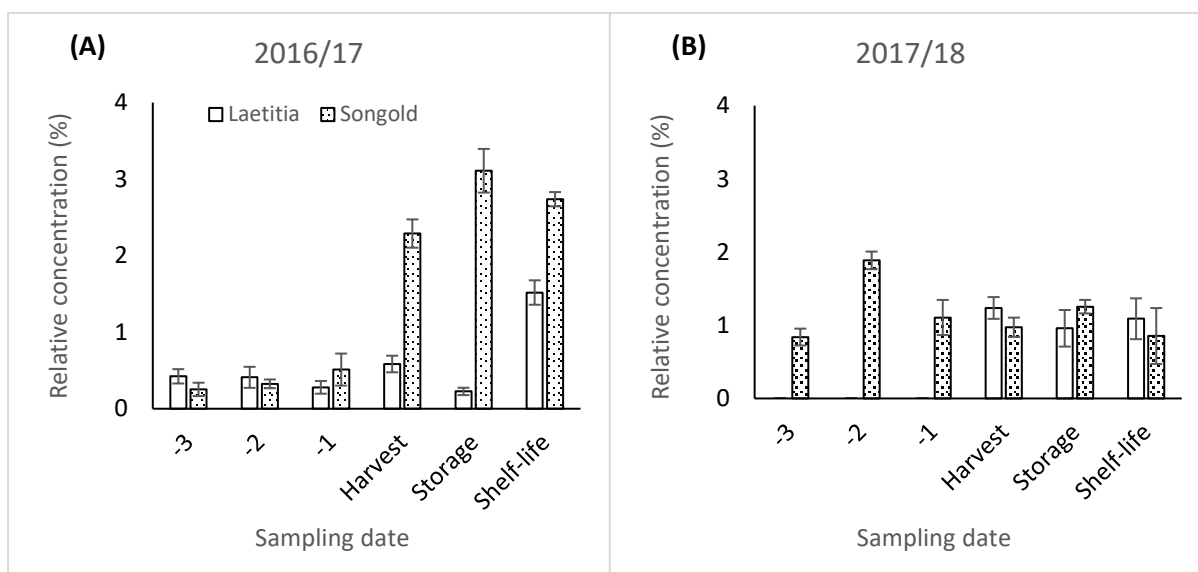 (A)
2016/17
Laetitia
Songold
Relative concentration (%)
4
3
2
1
0
-3
-2
-1
Harvest
Storage
Shelf-life
Sampling date
(B)
2017/18
Relative concentration (%)
4
3
2
1
0
-3
-2
-1
Harvest
Storage
Shelf-life
Sampling date